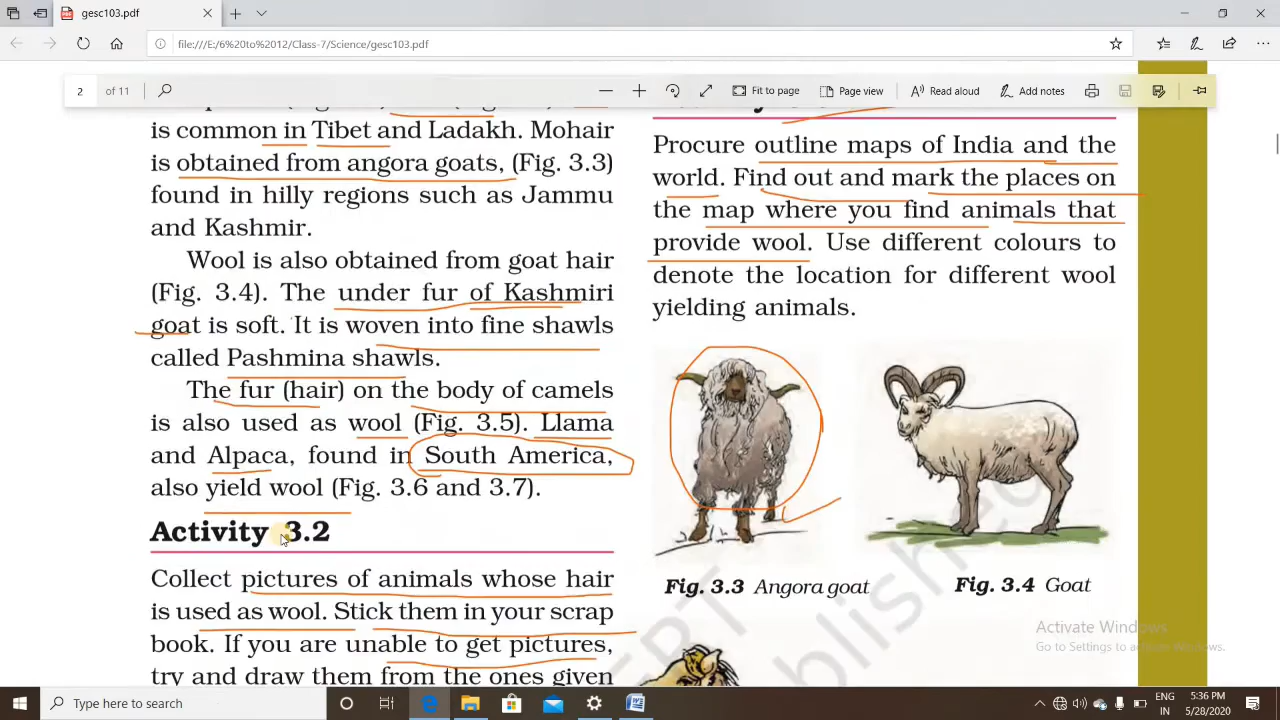 gesc103.pdf
file:///E:/6%20to%2012/Class-7/Science/gesc103.pdf
2 of 11
Fit to page
Page view
Read aloud
Add notes
is common in Tibet and Ladakh. Mohair
is obtained from angora goats, (Fig. 3.3)
found in hilly regions such as Jammu
and Kashmir.
Wool is also obtained from goat hair
(Fig. 3.4). The under fur of Kashmiri
goat is soft. It is woven into fine shawls
called Pashmina shawls.
The fur (hair) on the body of camels
is also used as wool (Fig. 3.5). Llama
and Alpaca, found in South America,
also yield wool (Fig. 3.6 and 3.7).
Activity 3.2
Collect pictures of animals whose hair
is used as wool. Stick them in your scrap
book. If you are unable to get pictures,
try and draw them from the ones given
Procure outline maps of India and the
world. Find out and mark the places on
the map where you find animals that
provide wool. Use different colours to
denote the location for different wool
yielding animals.
Fig. 3.3 Angora goat
Fig. 3.4 Goat
Activate Windows
Go to Settings to activate Windows.
Type here to search
ENG
IN
5:36 PM
5/28/2020